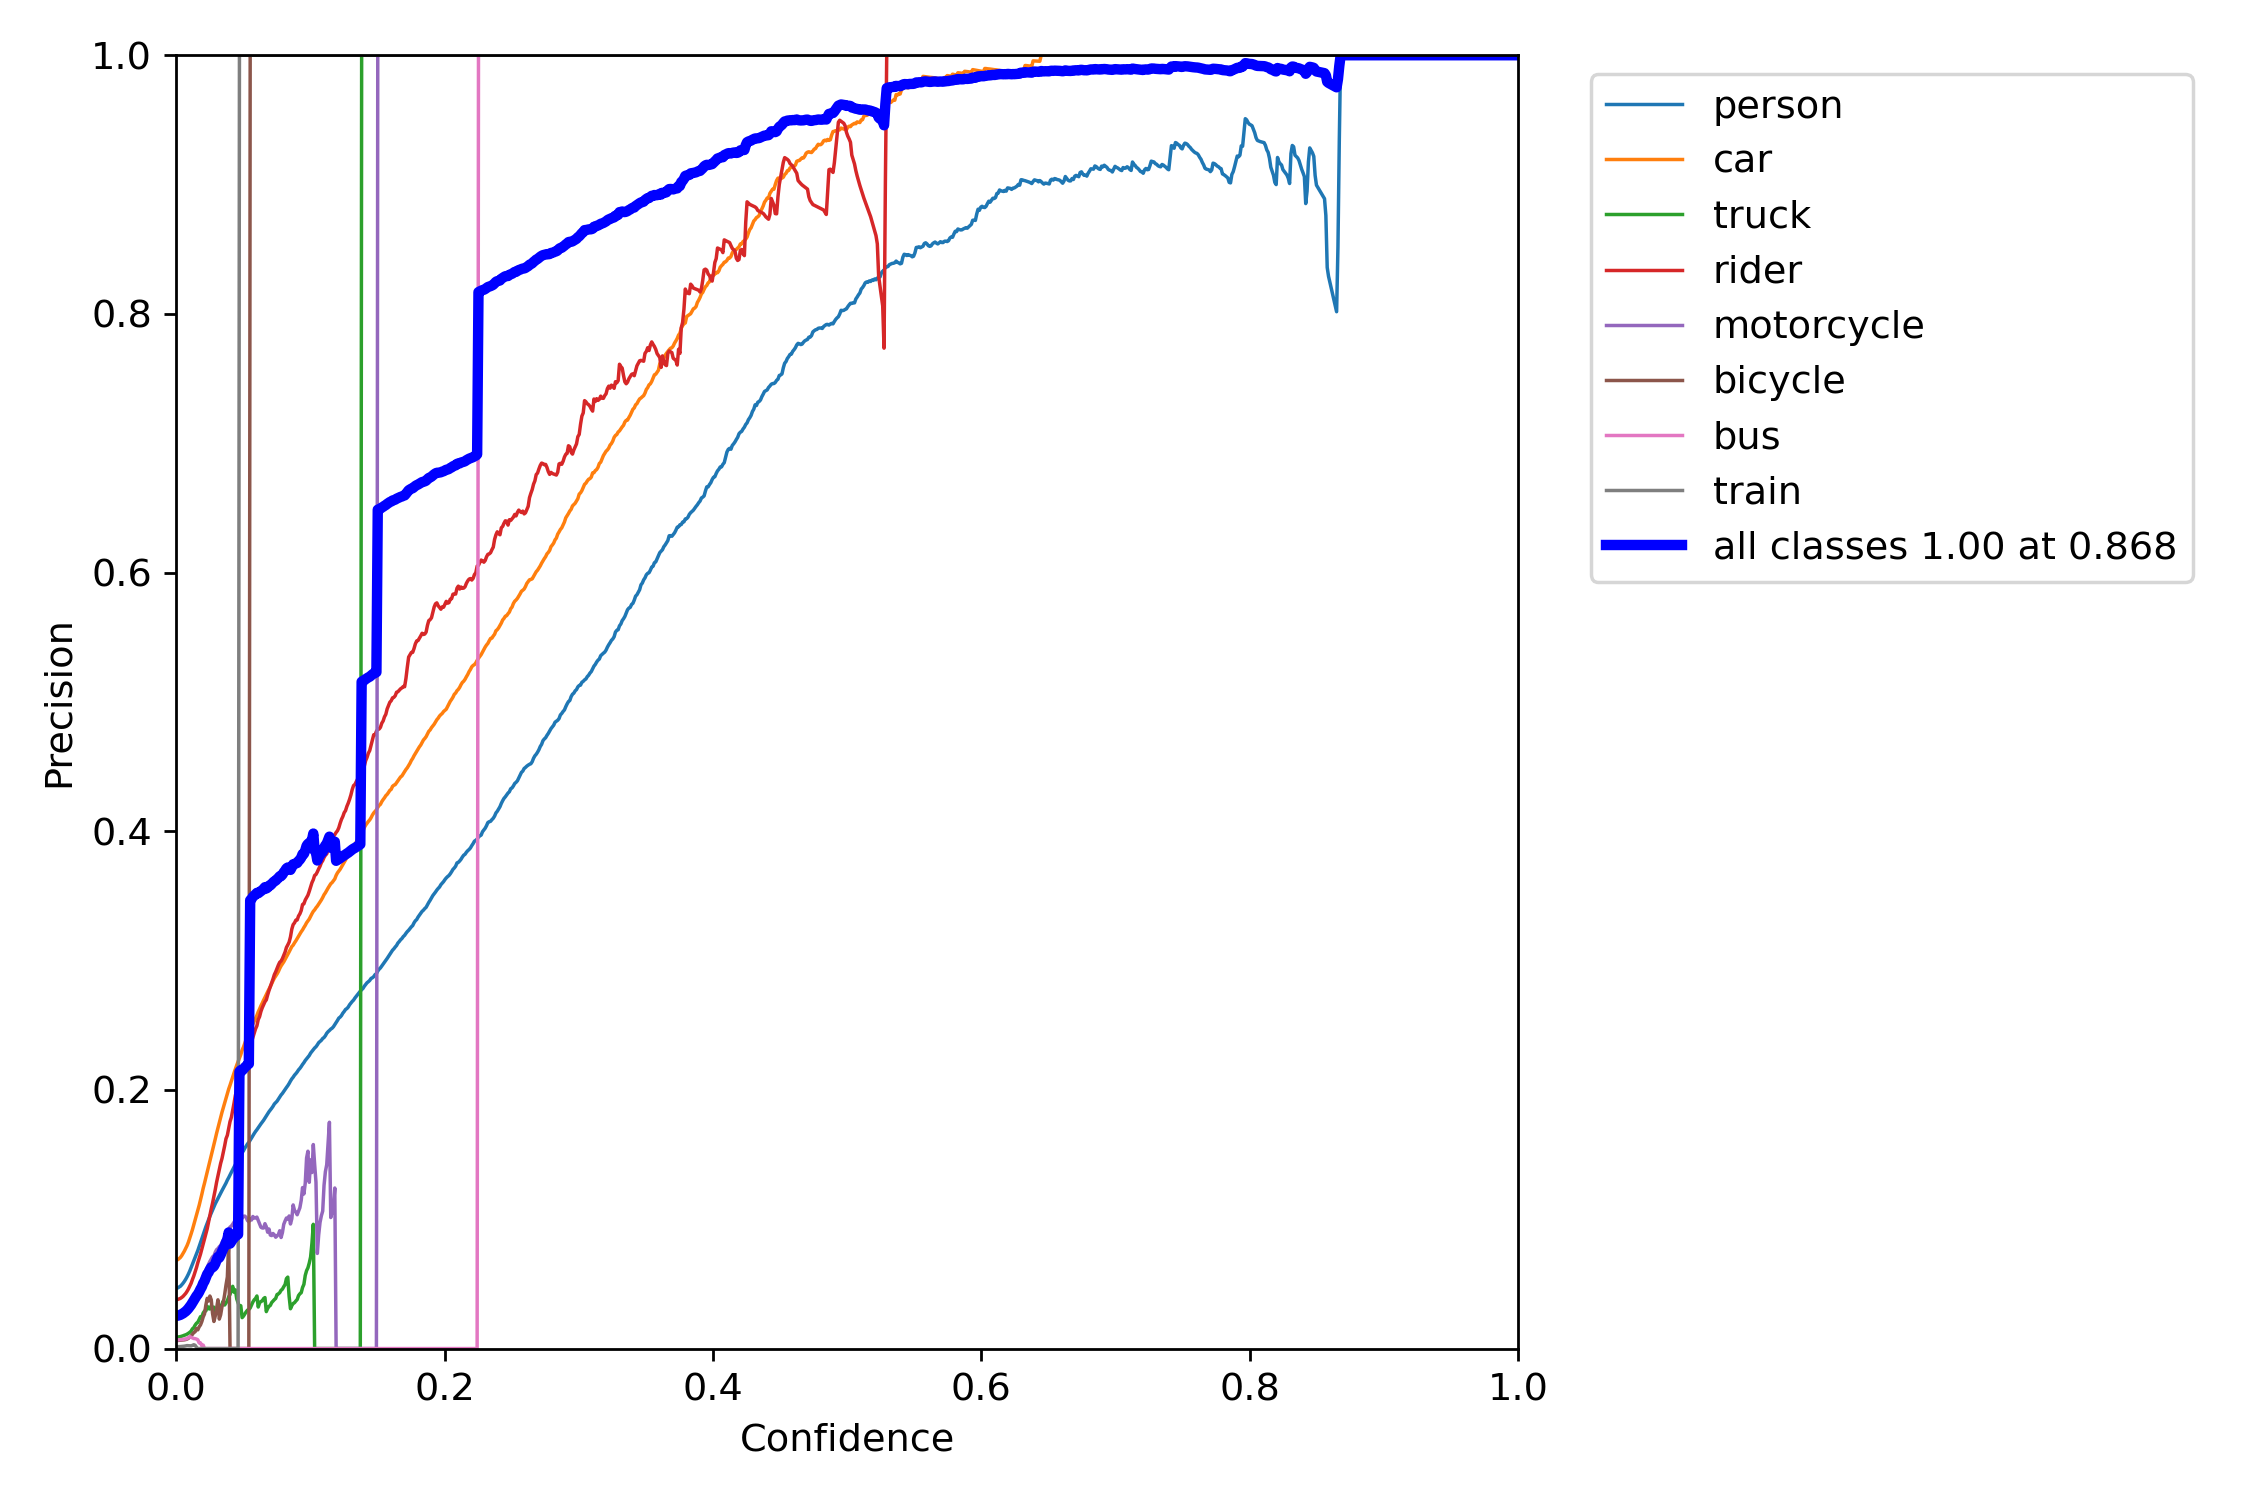 1.0
0.8
0.6
0.4
0.2
0.0
Precision
0.0 0.2 0.4 0.6 0.8 1.0
Confidence
person
car
truck
rider
motorcycle
bicycle
bus
train
all classes 1.00 at 0.868